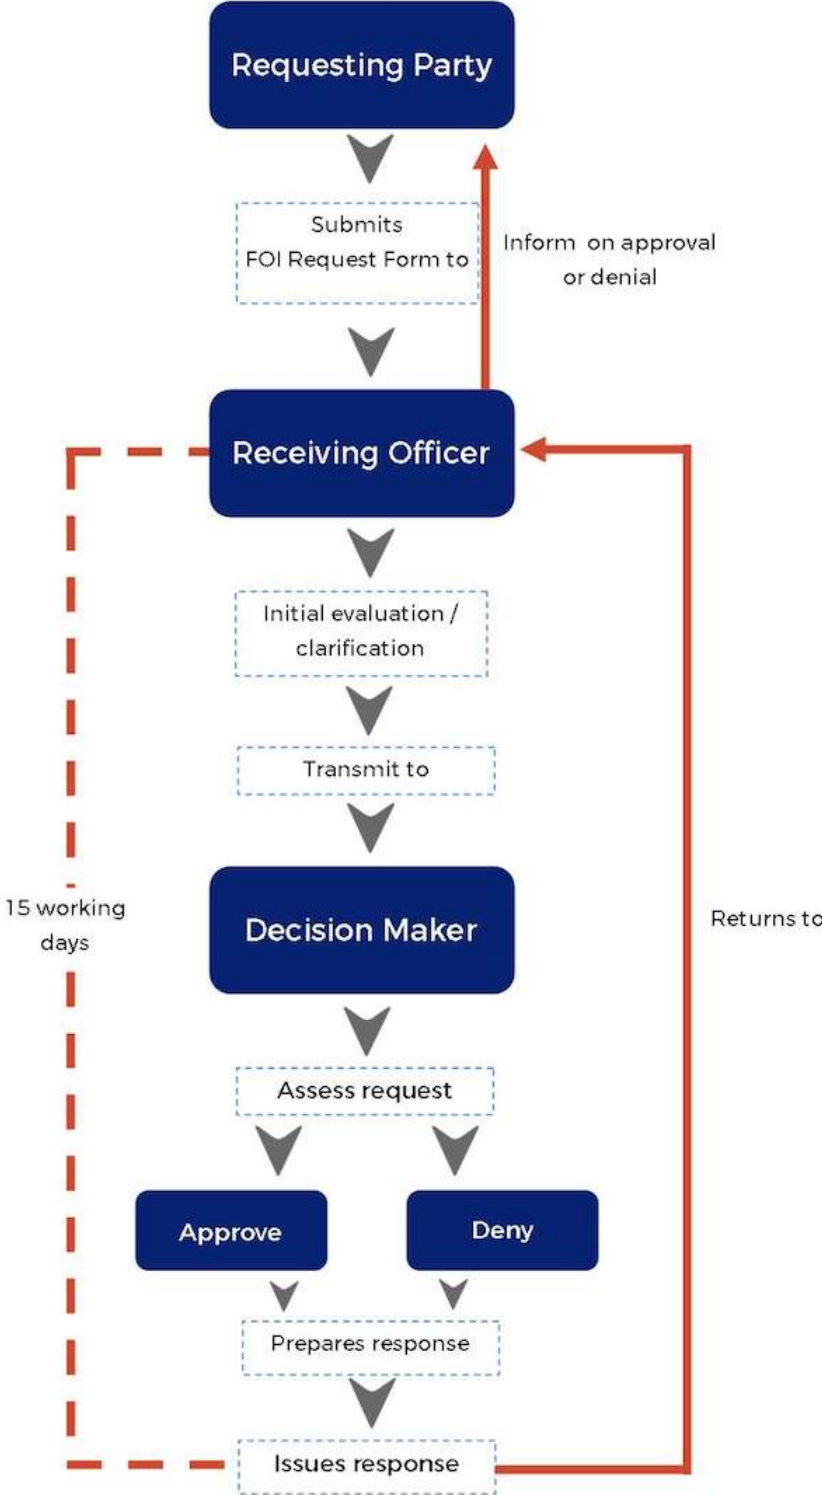 Requesting Party
Submits
FOI Request Form to
Inform on approval
or denial
Receiving Officer
Initial evaluation /
clarification
Transmit to
Decision Maker
15 working
days
Returns to
Assess request
Approve
Deny
Prepares response
Issues response